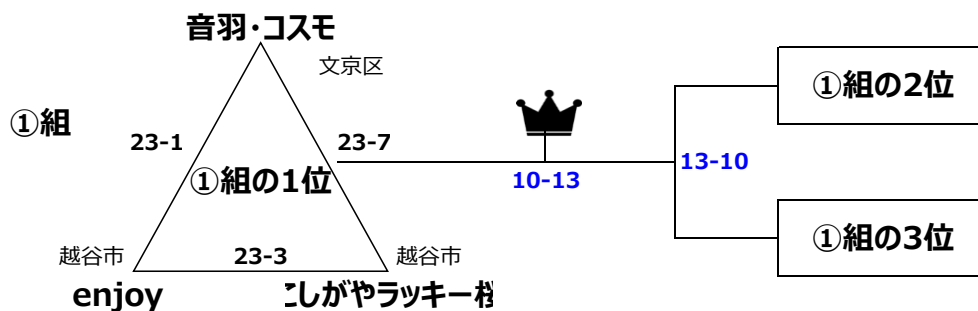 音羽・コスモ
文京区
①組の2位
①組
23-1
23-7
13-10
①組の1位
10-13
①組の3位
越谷市
23-3
越谷市
enjoy
こしがやラッキー桜